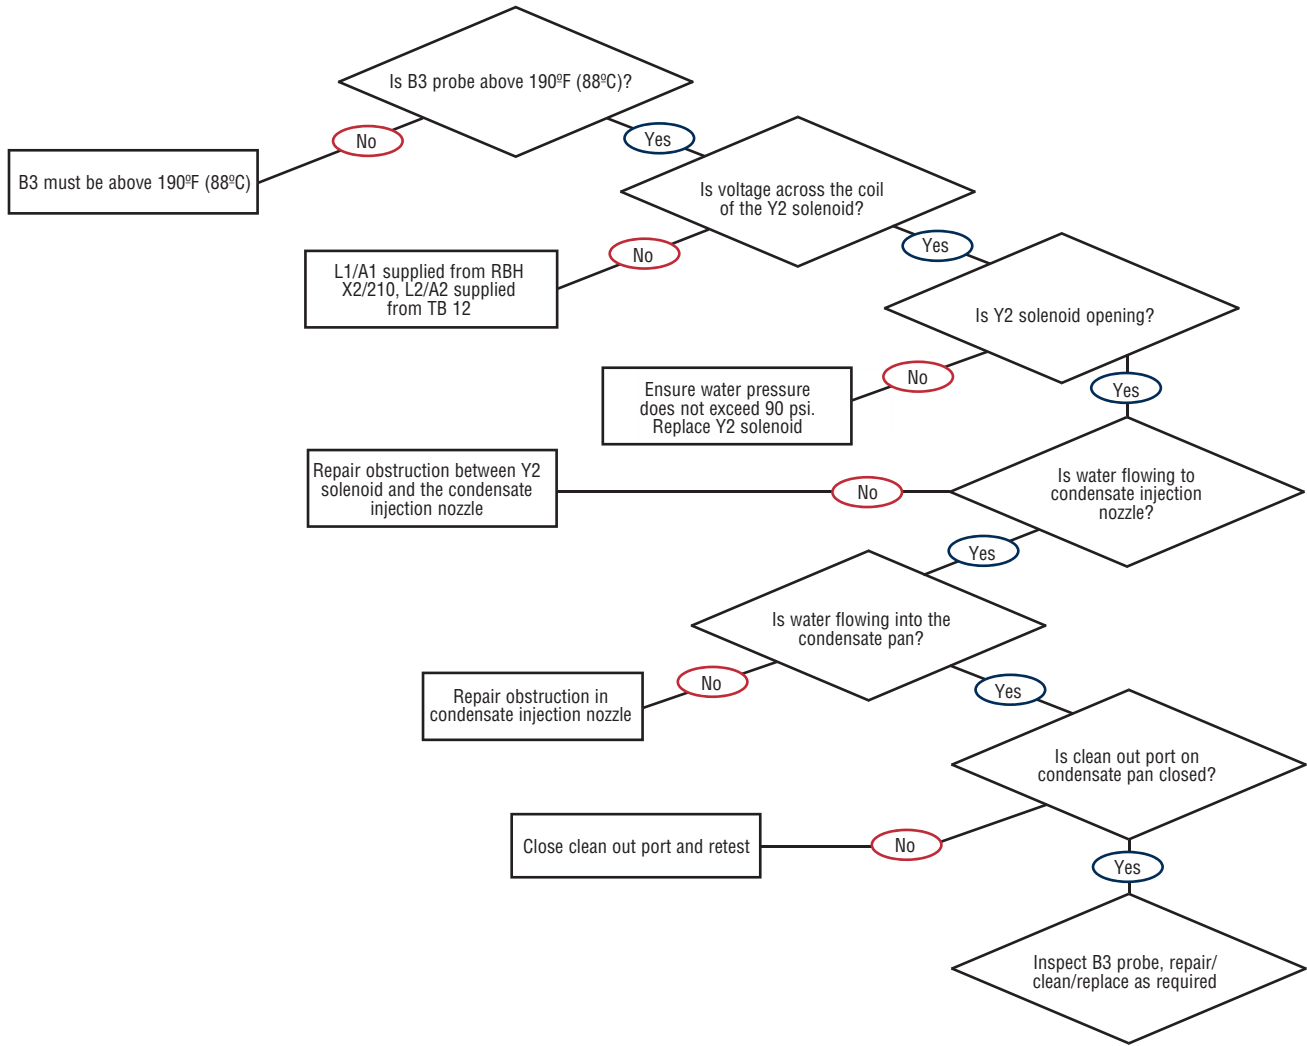 Is B3 probe above 190ºF (88ºC)?
No
Yes
B3 must be above 190ºF (88ºC)
Is voltage across the coil
of the Y2 solenoid?
No
Yes
L1/A1 supplied from RBH
X2/210, L2/A2 supplied
from TB 12
Is Y2 solenoid opening?
No
Yes
Ensure water pressure
does not exceed 90 psi.
Replace Y2 solenoid
Is water flowing to
condensate injection
nozzle?
No
Repair obstruction between Y2
solenoid and the condensate
injection nozzle
Yes
Is water flowing into the
condensate pan?
No
Yes
Repair obstruction in
condensate injection nozzle
Is clean out port on
condensate pan closed?
No
Close clean out port and retest
Yes
Inspect B3 probe, repair/
clean/replace as required